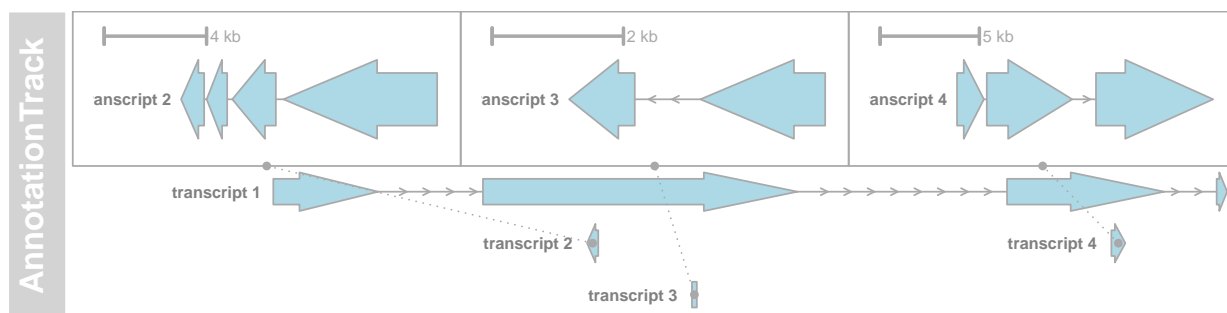 AnnotationTrack
4 kb
2 kb
5 kb
anscript 2
anscript 3
anscript 4
transcript 1
transcript 2
transcript 4
transcript 3